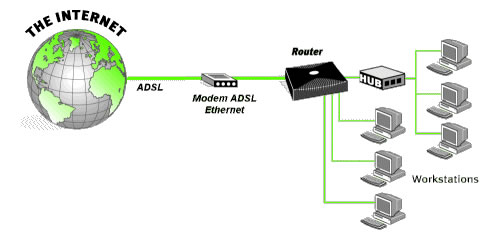 THE INTERNET
ADSL
Modem ADSL
Ethernet
Router
HUB
Workstations